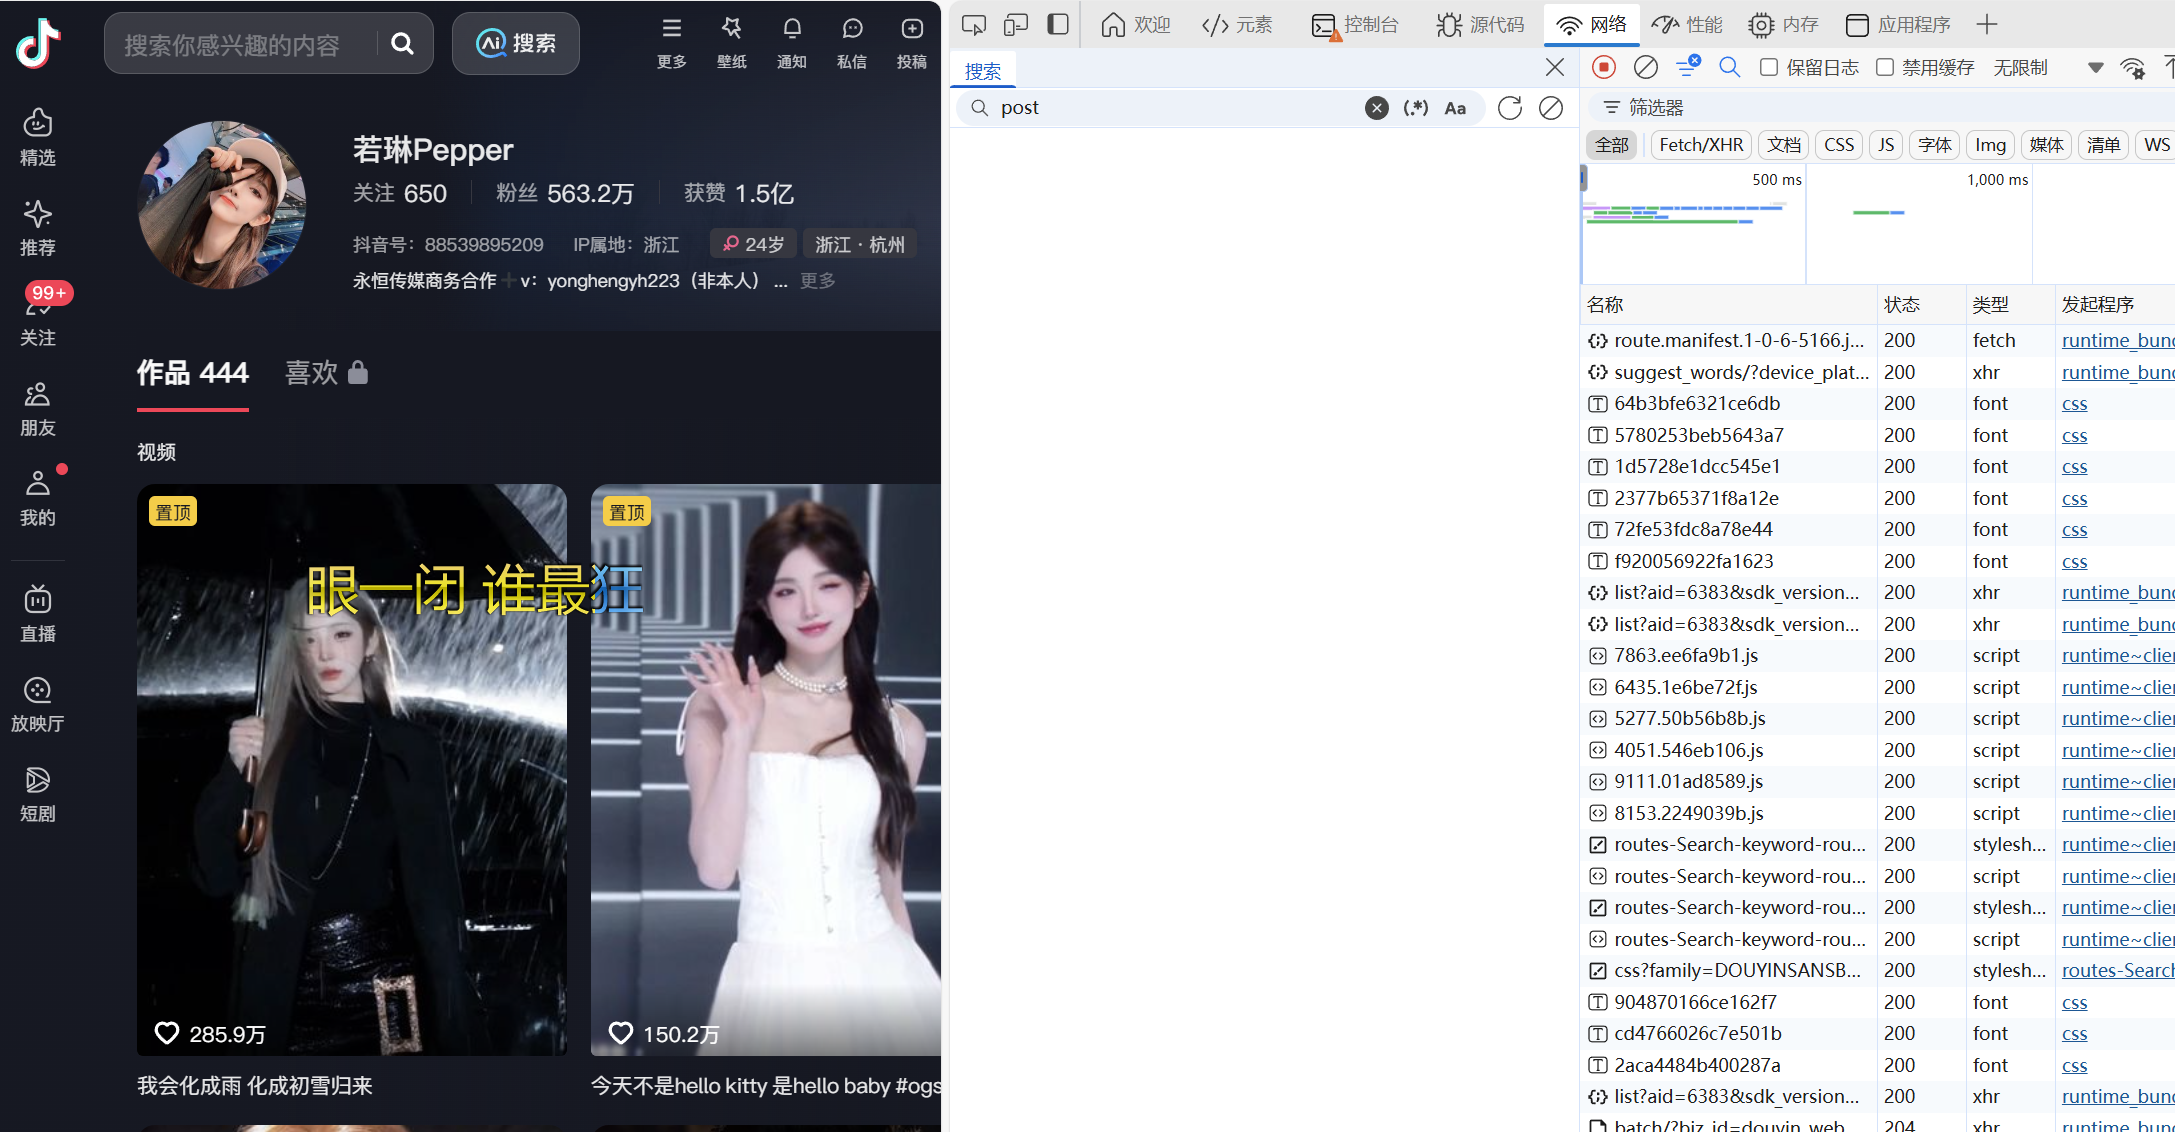 搜索你感兴趣的内容
搜索
更多
壁纸
通知
私信
投稿
精选
推荐
99+
关注
朋友
我的
直播
放映厅
短剧
若琳Pepper
关注 650
粉丝 563.2万
获赞 1.5亿
抖音号：88539895209
IP属地：浙江
24岁
浙江 · 杭州
永恒传媒商务合作➕v：yonghengyh223（非本人） ... 更多
作品 444
喜欢
视频
置顶
眼一闭 谁最狂
285.9万
我会化成雨 化成初雪归来
置顶
150.2万
今天不是hello kitty 是hello baby #ogs
欢迎
元素
控制台
源代码
网络
性能
内存
应用程序
搜索
post
(.*)
Aa
保留日志
禁用缓存
无限制
筛选器
全部
Fetch/XHR
文档
CSS
JS
字体
Img
媒体
清单
WS
500 ms
1,000 ms
名称 状态 类型 发起程序
route.manifest.1-0-6-5166.j... 200 fetch runtime_bund
suggest_words/?device_plat... 200 xhr runtime_bund
64b3bfe6321ce6db 200 font css
5780253beb5643a7 200 font css
1d5728e1dcc545e1 200 font css
2377b65371f8a12e 200 font css
72fe53fdc8a78e44 200 font css
f920056922fa1623 200 font css
list?aid=6383&sdk_version... 200 xhr runtime_bund
list?aid=6383&sdk_version... 200 xhr runtime_bund
7863.ee6fa9b1.js 200 script runtime~clien
6435.1e6be72f.js 200 script runtime~clien
5277.50b56b8b.js 200 script runtime~clien
4051.546eb106.js 200 script runtime~clien
9111.01ad8589.js 200 script runtime~clien
8153.2249039b.js 200 script runtime~clien
routes-Search-keyword-rou... 200 stylesh... runtime~clien
routes-Search-keyword-rou... 200 script runtime~clien
routes-Search-keyword-rou... 200 stylesh... runtime~clien
routes-Search-keyword-rou... 200 script runtime~clien
css?family=DOUYINSANSB... 200 stylesh... routes-Search
904870166ce162f7 200 font css
cd4766026c7e501b 200 font css
2aca4484b400287a 200 font css
list?aid=6383&sdk_version... 200 xhr runtime_bund
batch/?biz_id=douyin_web... 204 xhr runtime_bund